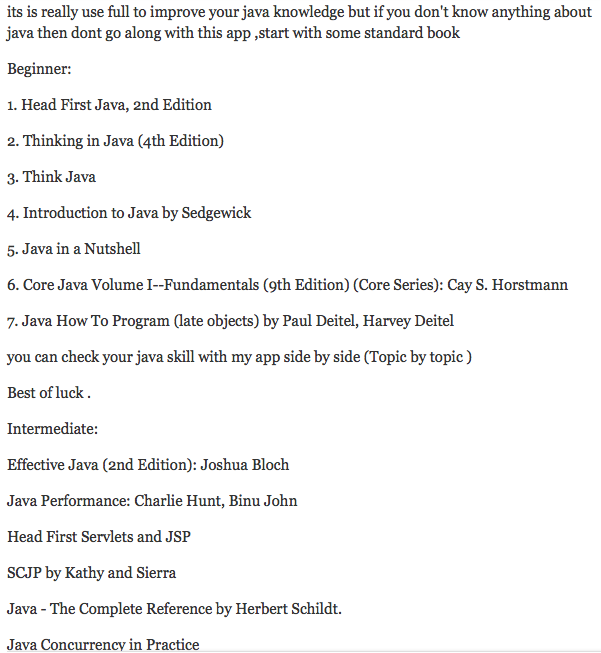 its is really use full to improve your java knowledge but if you don't know anything about
java then dont go along with this app ,start with some standard book
Beginner:
1. Head First Java, 2nd Edition
2. Thinking in Java (4th Edition)
3. Think Java
4. Introduction to Java by Sedgewick
5. Java in a Nutshell
6. Core Java Volume I--Fundamentals (9th Edition) (Core Series): Cay S. Horstmann
7. Java How To Program (late objects) by Paul Deitel, Harvey Deitel
you can check your java skill with my app side by side (Topic by topic )
Best of luck .
Intermediate:
Effective Java (2nd Edition): Joshua Bloch
Java Performance: Charlie Hunt, Binu John
Head First Servlets and JSP
SCJP by Kathy and Sierra
Java - The Complete Reference by Herbert Schildt.
Java Concurrency in Practice